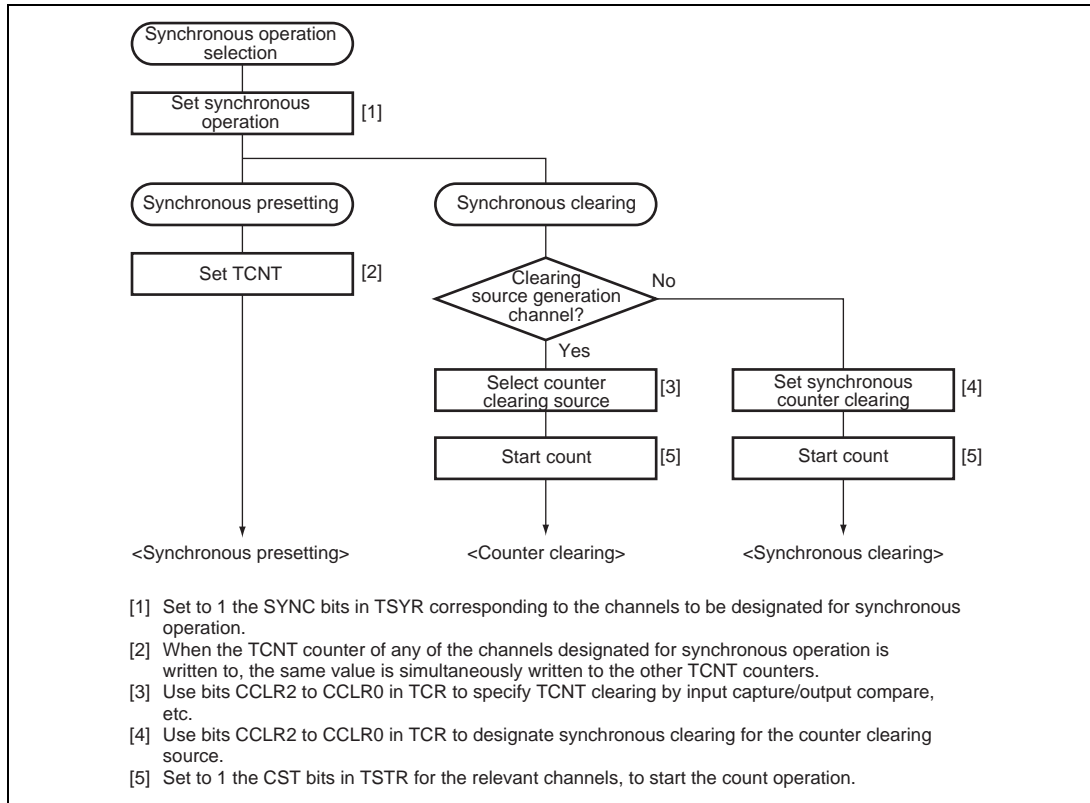 Synchronous operation
selection
Set synchronous
operation
[1]
Synchronous presetting
Synchronous clearing
Set TCNT
[2]
Clearing
source generation
channel?
No
Yes
Select counter
clearing source
[3]
Set synchronous
counter clearing
[4]
Start count
[5]
Start count
[5]
<Synchronous presetting>
<Counter clearing>
<Synchronous clearing>
[1] Set to 1 the SYNC bits in TSYR corresponding to the channels to be designated for synchronous
operation.
[2] When the TCNT counter of any of the channels designated for synchronous operation is
written to, the same value is simultaneously written to the other TCNT counters.
[3] Use bits CCLR2 to CCLR0 in TCR to specify TCNT clearing by input capture/output compare,
etc.
[4] Use bits CCLR2 to CCLR0 in TCR to designate synchronous clearing for the counter clearing
source.
[5] Set to 1 the CST bits in TSTR for the relevant channels, to start the count operation.